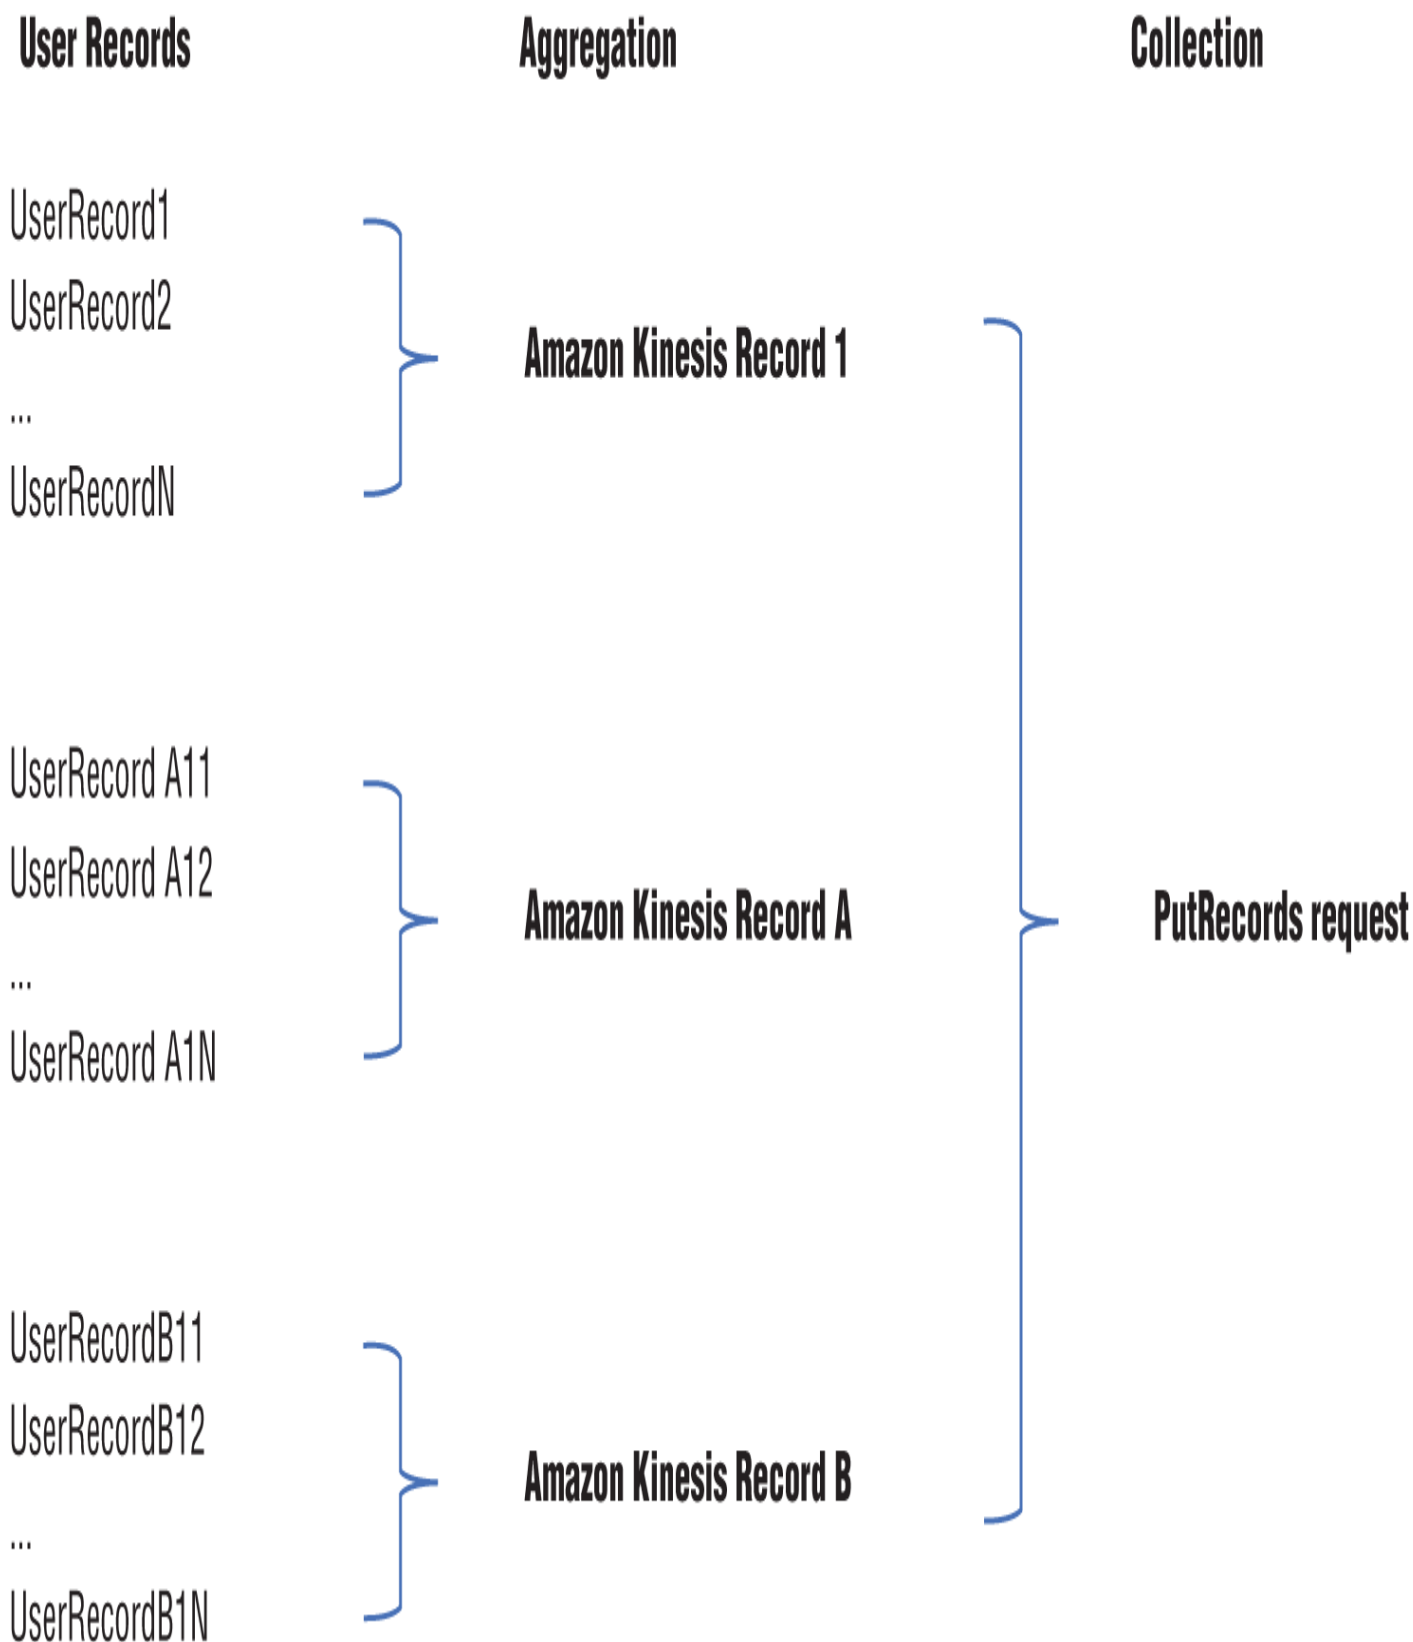 User Records
Aggregation
Collection
UserRecord1
UserRecord2
...
UserRecordN
Amazon Kinesis Record 1
UserRecord A11
UserRecord A12
...
UserRecord A1N
Amazon Kinesis Record A
PutRecords request
UserRecordB11
UserRecordB12
...
UserRecordB1N
Amazon Kinesis Record B